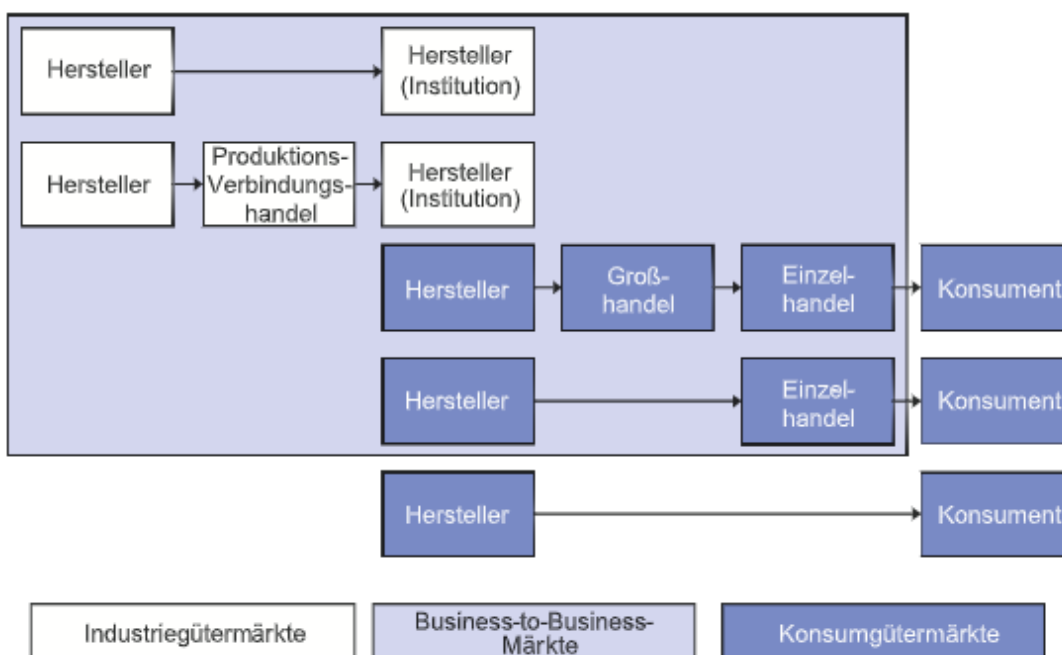 Hersteller
Hersteller
(Institution)
Hersteller
Produktions-
Verbindungs-
handel
Hersteller
(Institution)
Hersteller
Groß-
handel
Einzel-
handel
Konsument
Hersteller
Einzel-
handel
Konsument
Hersteller
Konsument
Industriegütermärkte
Business-to-Business-
Märkte
Konsumgütermärkte